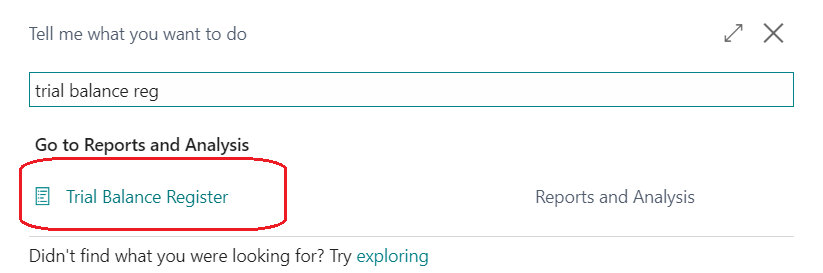 Tell me what you want to do
trial balance reg
Go to Reports and Analysis
Trial Balance Register Reports and Analysis
Didn't find what you were looking for? Try exploring